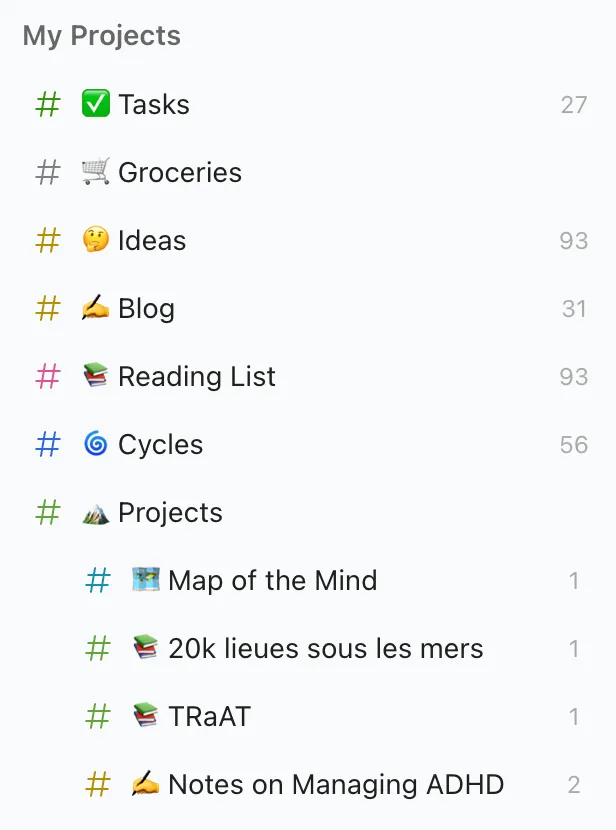 My Projects
# ✅ Tasks 27
# 🛒 Groceries
# 🤔 Ideas 93
# ✍️ Blog 31
# 📚 Reading List 93
# 🌀 Cycles 56
# ⛰️ Projects
# 🗺️ Map of the Mind 1
# 📚 20k lieues sous les mers 1
# 📚 TRaAT 1
# ✍️ Notes on Managing ADHD 2